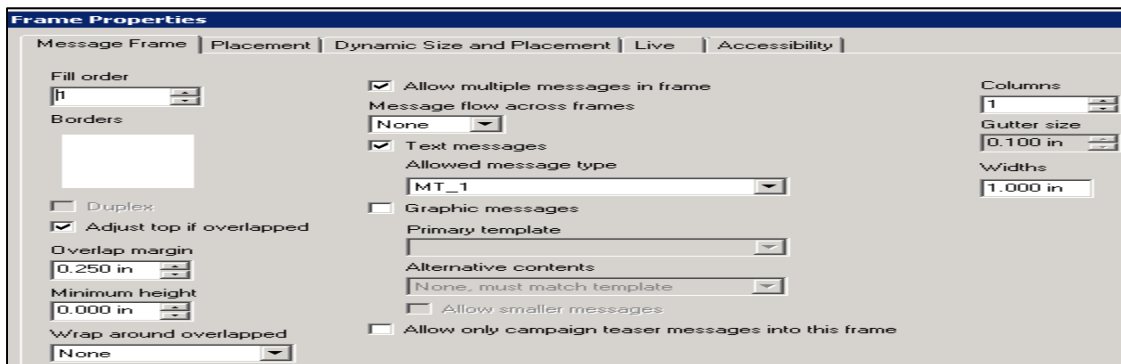 Frame Properties
Message Frame Placement Dynamic Size and Placement Live Accessibility
Fill order
1
Borders
Duplex
Adjust top if overlapped
Overlap margin
0.250 in
Minimum height
0.000 in
Wrap around overlapped
None
Allow multiple messages in frame
Message flow across frames
None
Text messages
Allowed message type
MT_1
Graphic messages
Primary template
Alternative contents
None, must match template
Allow smaller messages
Allow only campaign teaser messages into this frame
Columns
1
Gutter size
0.100 in
Widths
1.000 in